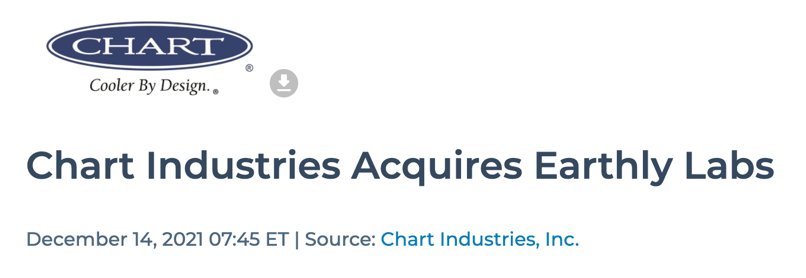 CHART®
Cooler By Design.®
Chart Industries Acquires Earthly Labs
December 14, 2021 07:45 ET | Source: Chart Industries, Inc.